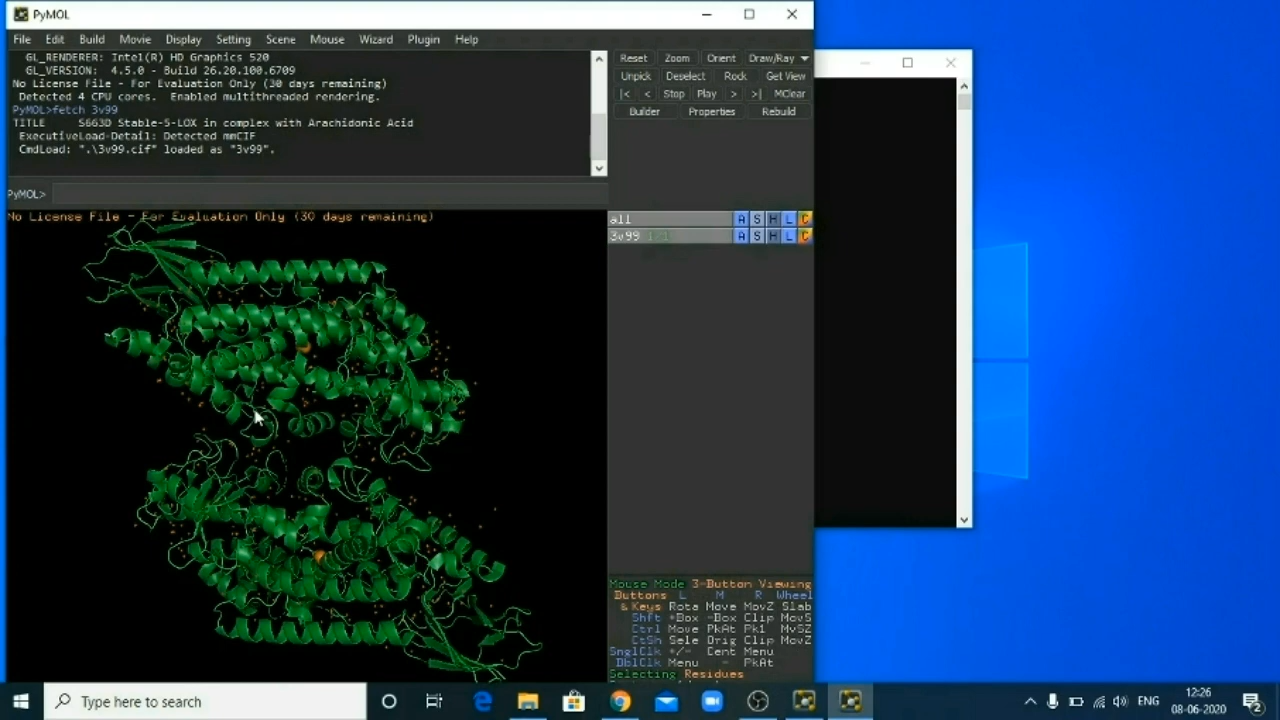 PyMOL
File Edit Build Movie Display Setting Scene Mouse Wizard Plugin Help
GL_RENDERER: Intel(R) HD Graphics 520
GL_VERSION: 4.5.0 - Build 26.20.100.6709
No License File - For Evaluation Only (30 days remaining)
Detected 4 CPU cores. Enabled multithreaded rendering.
PyMOL>fetch 3v99
TITLE S663D Stable-5-LOX in complex with Arachidonic Acid
ExecutiveLoad-Detail: Detected mmCIF
CmdLoad: ".\3v99.cif" loaded as "3v99".
Reset Zoom Orient Draw/Ray
Unpick Deselect Rock Get View
|< < Stop Play > >| MClear
Builder Properties Rebuild
PyMOL>
No License File - For Evaluation Only (30 days remaining)
all A S H L C
3v99 A S H L C
Mouse Mode 3-Button Viewing
Buttons L M R Wheel
& Keys Rota Move MovZ Slab
Shft +Box -Box Clip MovS
Ctrl Move PkAt Pk1 MvSZ
CtSh Sele Orig Clip MovZ
SnglClk +/- Cent Menu
DblClk Menu - PkAt
Selecting Residues
Type here to search
ENG
12:26
08-06-2020
2